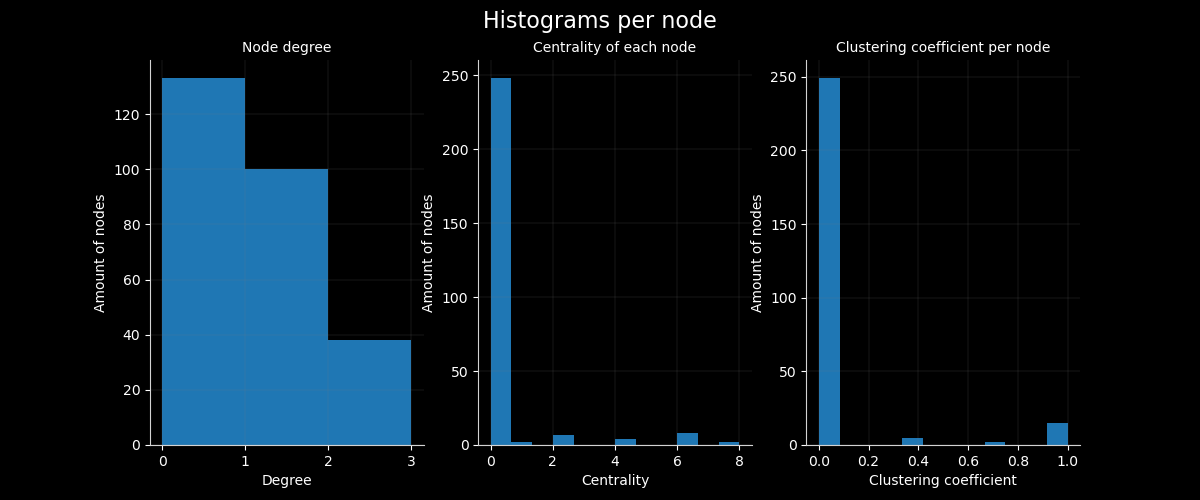 Histograms per node
Node degree
Amount of nodes
120
100
80
60
40
20
0
0 1 2 3
Degree
Centrality of each node
Amount of nodes
250
200
150
100
50
0
0 2 4 6 8
Centrality
Clustering coefficient per node
Amount of nodes
250
200
150
100
50
0
0.0 0.2 0.4 0.6 0.8 1.0
Clustering coefficient